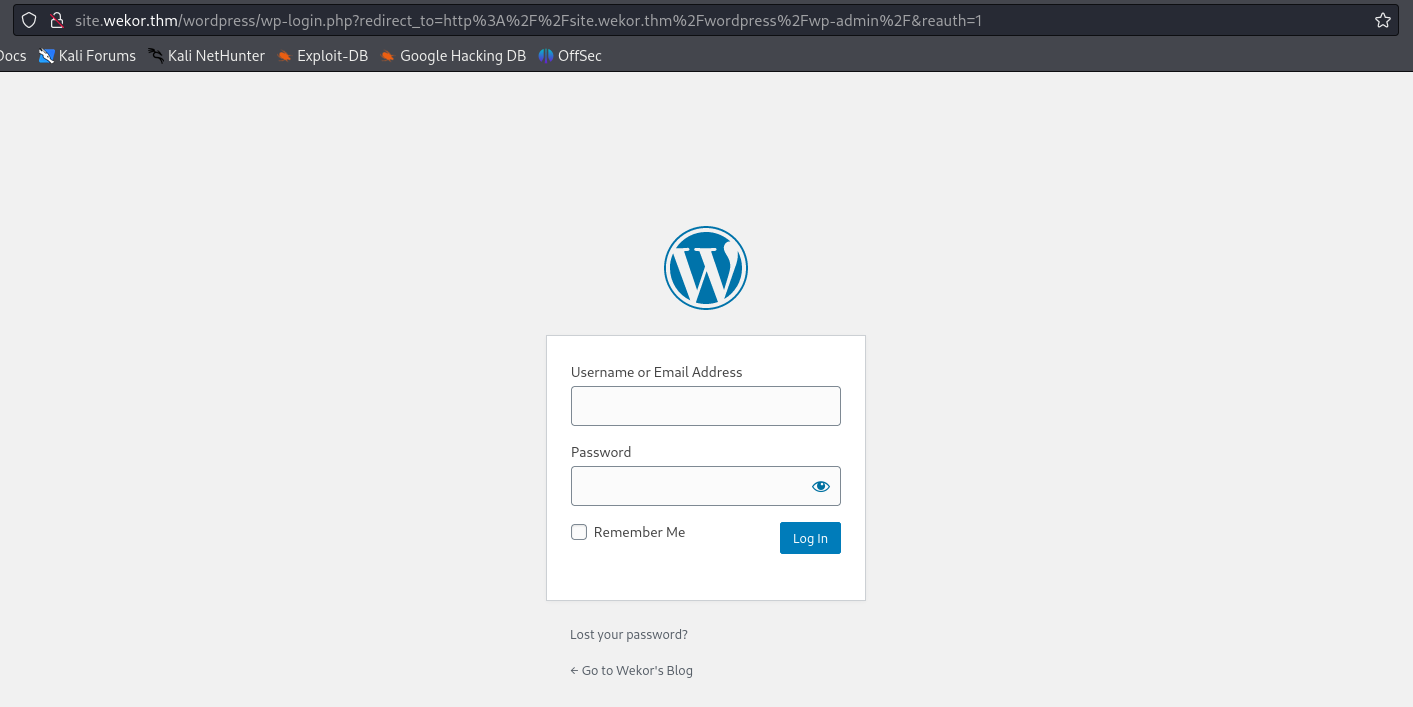 site.wekor.thm/wordpress/wp-login.php?redirect_to=http%3A%2F%2Fsite.wekor.thm%2Fwordpress%2Fwp-admin%2F&reauth=1
Docs Kali Forums Kali NetHunter Exploit-DB Google Hacking DB OffSec
Username or Email Address
Password
Remember Me Log In
Lost your password?
← Go to Wekor's Blog